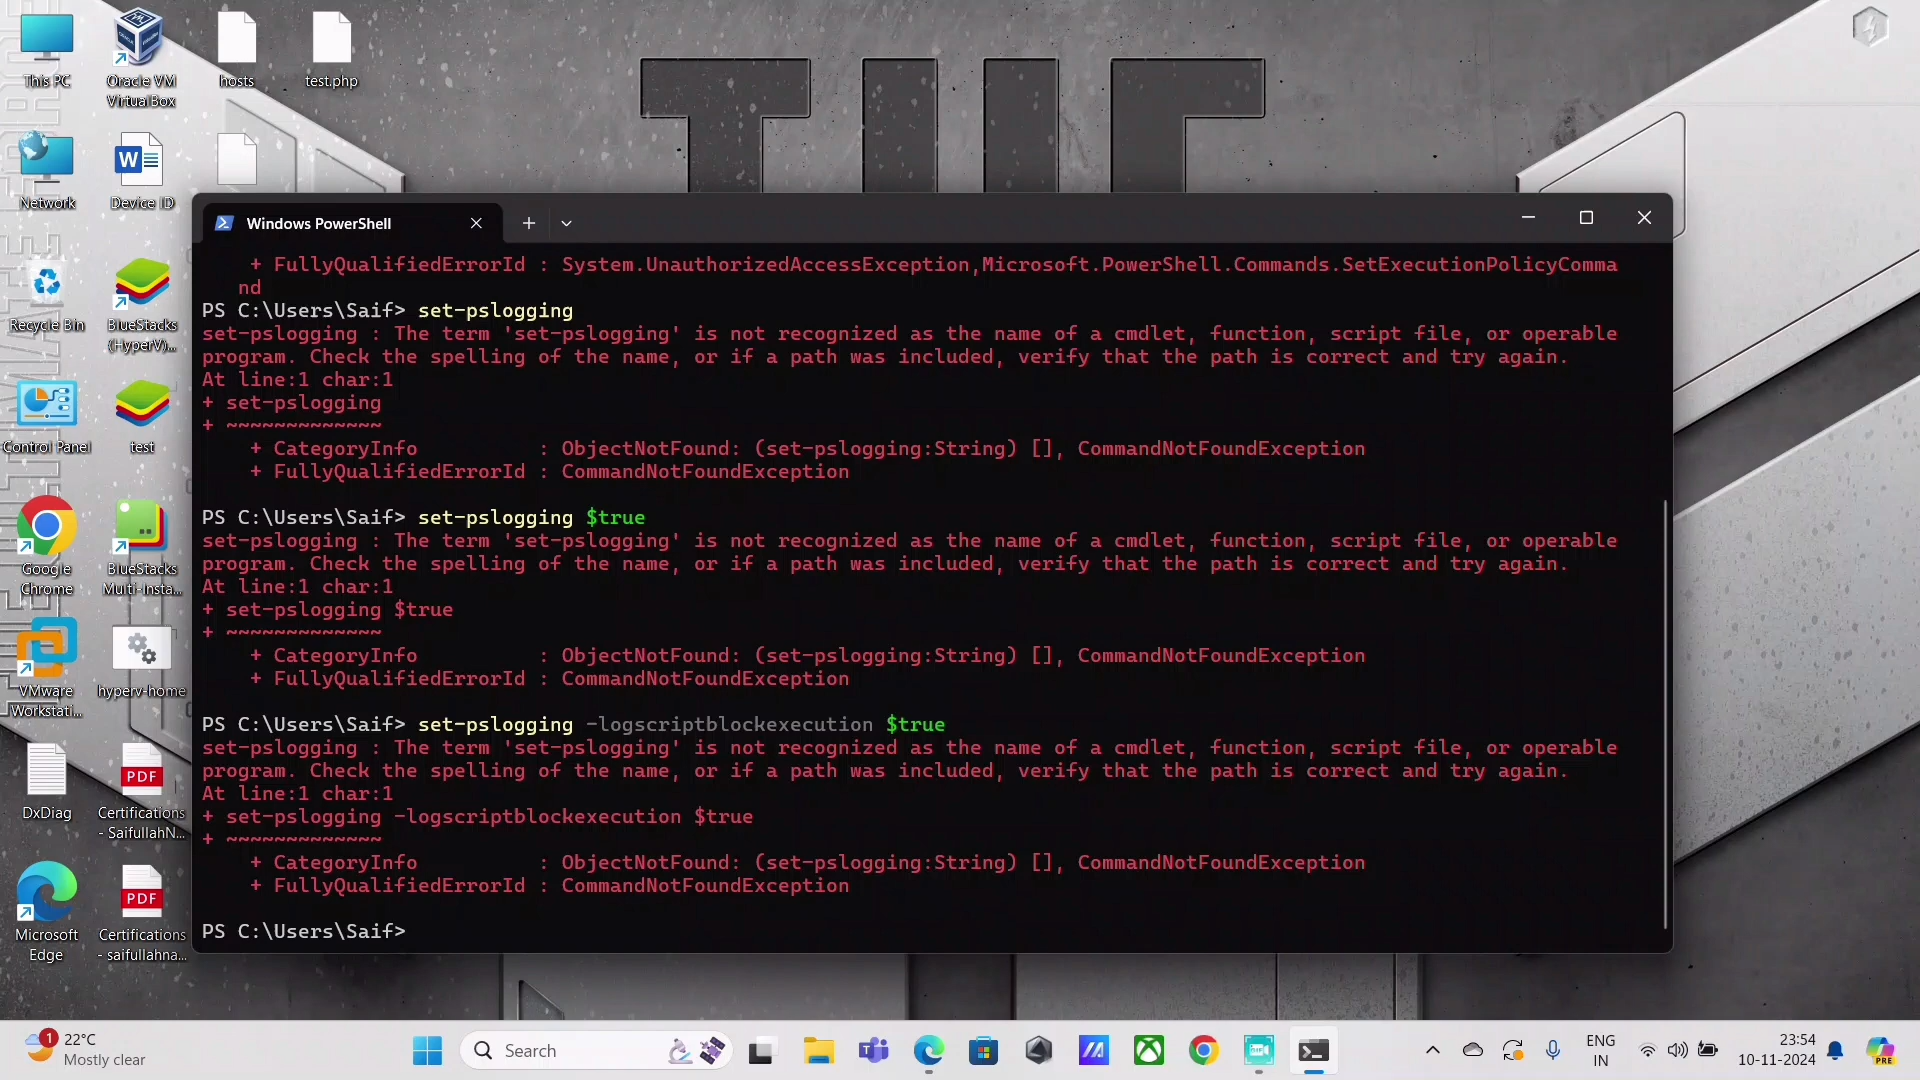 This PC
Oracle VM
Virtual Box
hosts
test.php
Network
Device ID
Recycle Bin
BlueStacks
(HyperV)...
Control Panel
test
Google
Chrome
BlueStacks
Multi-Insta...
VMware
Workstati...
hyperv-home
DxDiag
Certifications
- SaifullahN...
Microsoft
Edge
Certifications
- saifullahna...
Windows PowerShell
+ FullyQualifiedErrorId : System.UnauthorizedAccessException,Microsoft.PowerShell.Commands.SetExecutionPolicyComma
nd
PS C:\Users\Saif> set-pslogging
set-pslogging : The term 'set-pslogging' is not recognized as the name of a cmdlet, function, script file, or operable
program. Check the spelling of the name, or if a path was included, verify that the path is correct and try again.
At line:1 char:1
+ set-pslogging
+ ~~~~~~~~~~~~~
+ CategoryInfo : ObjectNotFound: (set-pslogging:String) [], CommandNotFoundException
+ FullyQualifiedErrorId : CommandNotFoundException
PS C:\Users\Saif> set-pslogging $true
set-pslogging : The term 'set-pslogging' is not recognized as the name of a cmdlet, function, script file, or operable
program. Check the spelling of the name, or if a path was included, verify that the path is correct and try again.
At line:1 char:1
+ set-pslogging $true
+ ~~~~~~~~~~~~~
+ CategoryInfo : ObjectNotFound: (set-pslogging:String) [], CommandNotFoundException
+ FullyQualifiedErrorId : CommandNotFoundException
PS C:\Users\Saif> set-pslogging -logscriptblockexecution $true
set-pslogging : The term 'set-pslogging' is not recognized as the name of a cmdlet, function, script file, or operable
program. Check the spelling of the name, or if a path was included, verify that the path is correct and try again.
At line:1 char:1
+ set-pslogging -logscriptblockexecution $true
+ ~~~~~~~~~~~~~
+ CategoryInfo : ObjectNotFound: (set-pslogging:String) [], CommandNotFoundException
+ FullyQualifiedErrorId : CommandNotFoundException
PS C:\Users\Saif>
1
22°C
Mostly clear
Search
ENG
IN
23:54
10-11-2024
PRE